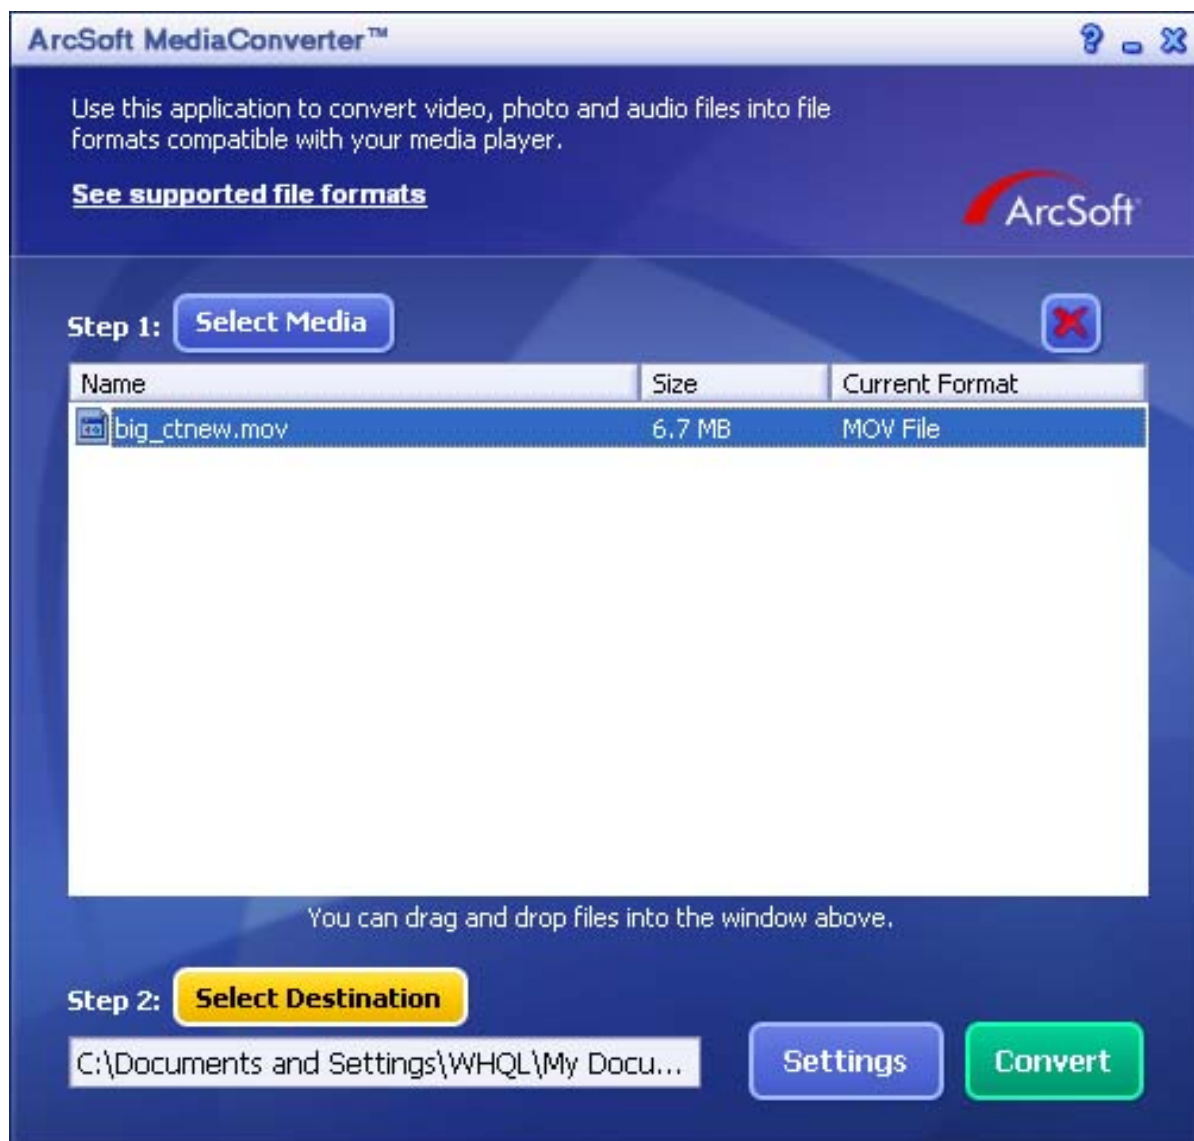 ArcSoft MediaConverter™
Use this application to convert video, photo and audio files into file
formats compatible with your media player.
See supported file formats
ArcSoft
Step 1: Select Media
Name Size Current Format
big_ctnew.mov 6.7 MB MOV File
You can drag and drop files into the window above.
Step 2: Select Destination
C:\Documents and Settings\WHQL\My Docu...
Settings Convert